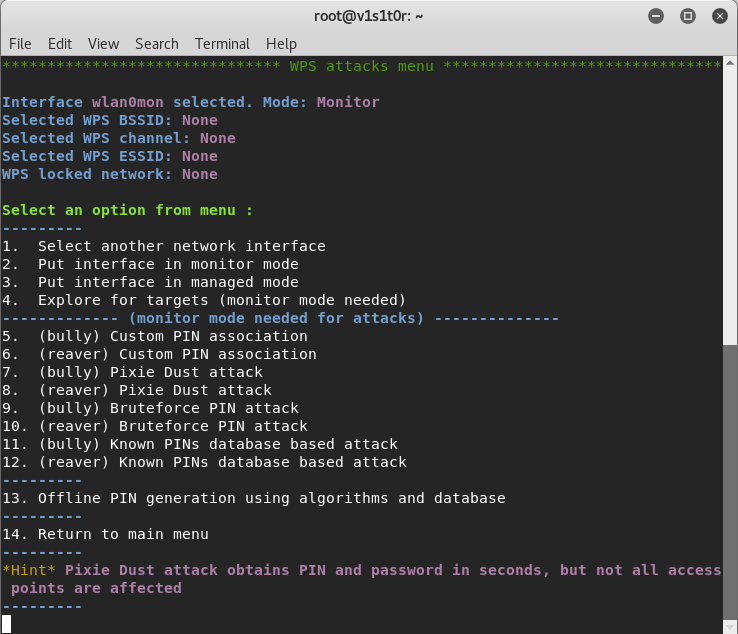 root@v1s1t0r: ~
File Edit View Search Terminal Help
******************************* WPS attacks menu *******************************
Interface wlan0mon selected. Mode: Monitor
Selected WPS BSSID: None
Selected WPS channel: None
Selected WPS ESSID: None
WPS locked network: None
Select an option from menu :
---------
1.  Select another network interface
2.  Put interface in monitor mode
3.  Put interface in managed mode
4.  Explore for targets (monitor mode needed)
------------- (monitor mode needed for attacks) --------------
5.  (bully) Custom PIN association
6.  (reaver) Custom PIN association
7.  (bully) Pixie Dust attack
8.  (reaver) Pixie Dust attack
9.  (bully) Bruteforce PIN attack
10. (reaver) Bruteforce PIN attack
11. (bully) Known PINs database based attack
12. (reaver) Known PINs database based attack
---------
13. Offline PIN generation using algorithms and database
---------
14. Return to main menu
---------
*Hint* Pixie Dust attack obtains PIN and password in seconds, but not all access
points are affected
---------